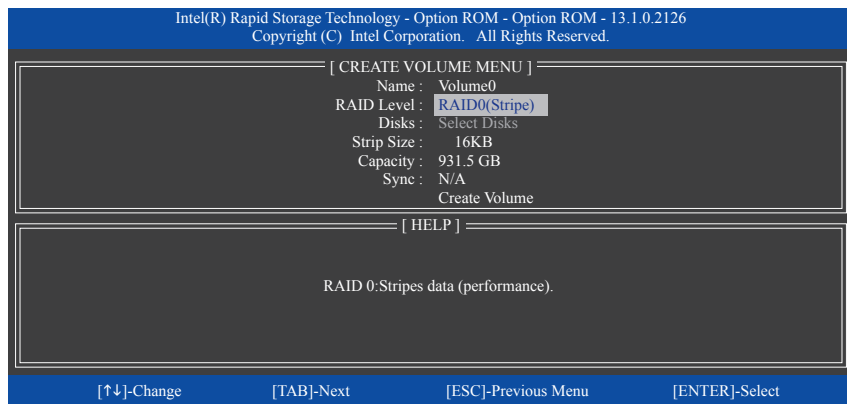 Intel(R) Rapid Storage Technology - Option ROM - Option ROM - 13.1.0.2126
Copyright (C) Intel Corporation. All Rights Reserved.
[ CREATE VOLUME MENU ]
Name : Volume0
RAID Level : RAID0(Stripe)
Disks : Select Disks
Strip Size : 16KB
Capacity : 931.5 GB
Sync : N/A
Create Volume
[ HELP ]
RAID 0:Stripes data (performance).
[↑↓]-Change [TAB]-Next [ESC]-Previous Menu [ENTER]-Select